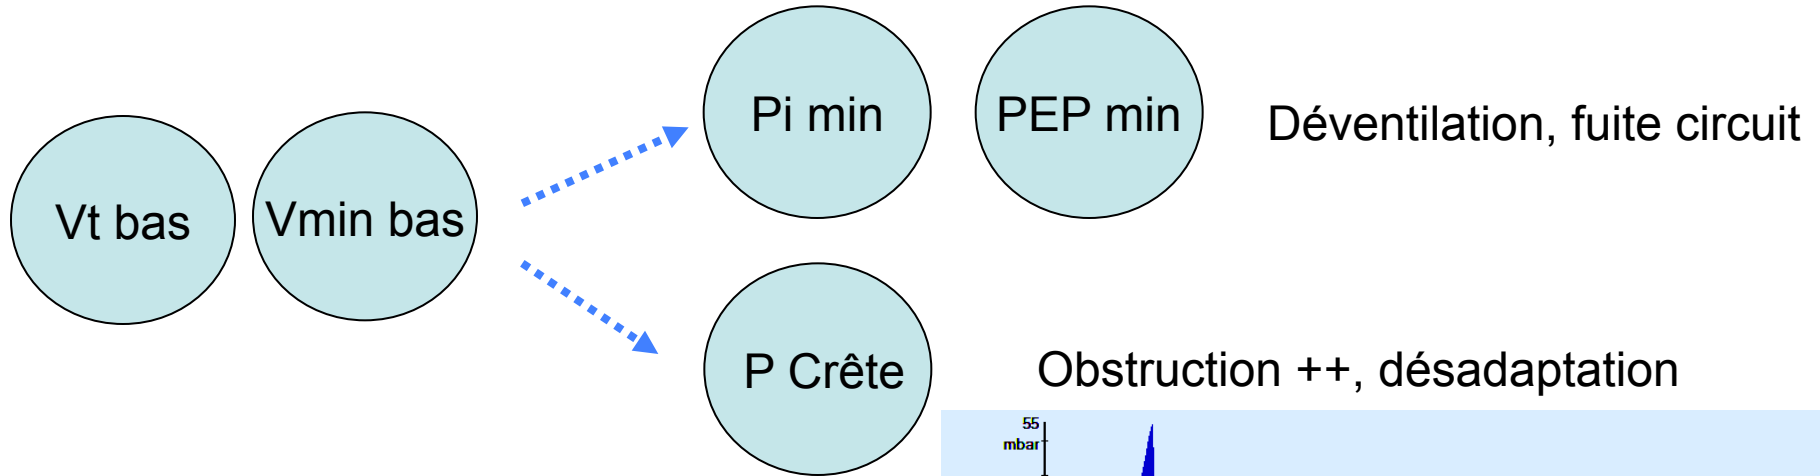 Vt bas
Vmin bas
Pi min
PEP min
Déventilation, fuite circuit
P Crête
Obstruction ++, désadaptation
55
mbar